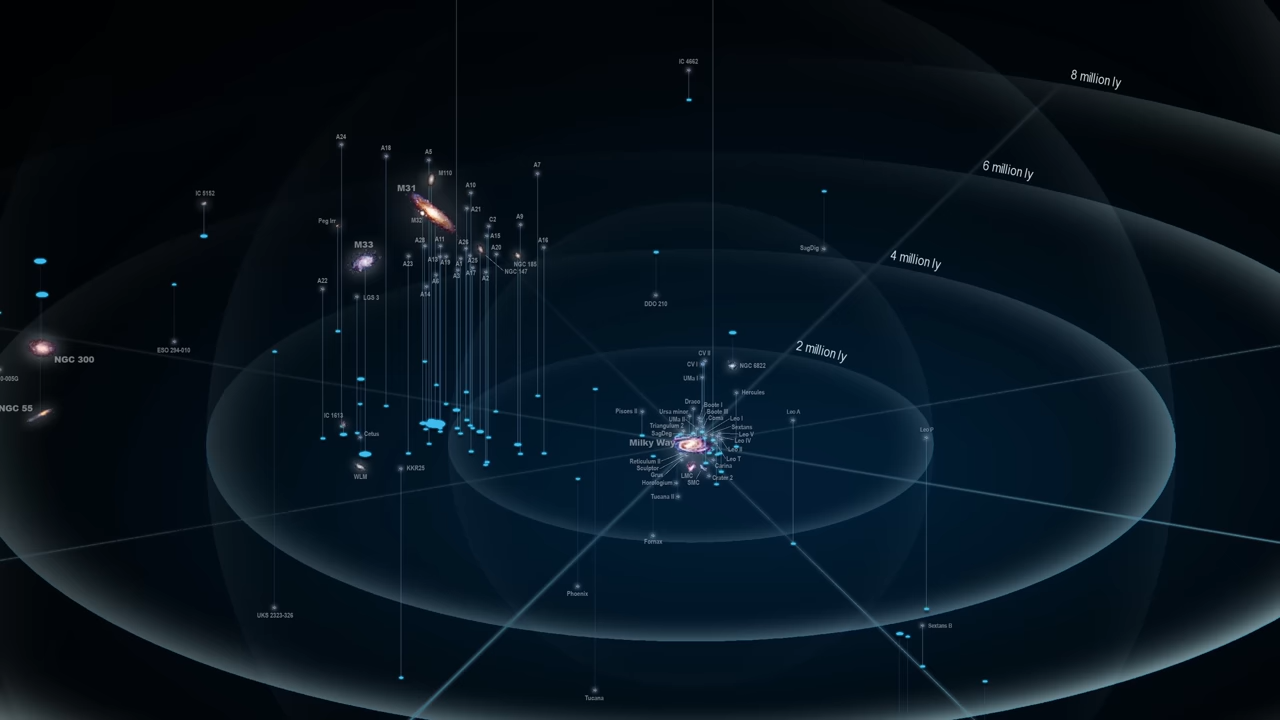 IC 4662
8 million ly
A24
A18
A5
A7
6 million ly
M110
M31
A10
IC 5152
A21
M32
Peg Irr
C2
A9
A15
M33
A28
A11
A26
A20
A16
SagDig
4 million ly
A23
A13
A19
A1
A25
NGC 185
A3
A17
NGC 147
A22
A6
A2
A14
LGS 3
DDO 210
ESO 294-010
NGC 300
2 million ly
CV II
CV I
NGC 6822
UMa I
0-005G
Hercules
NGC 55
Draco
Boote I
Pisces II
Ursa minor
Boote III
Leo A
IC 1613
UMa II
Coma
Leo I
Triangulum 2
Sextans
Leo P
Cetus
SagDeg
Leo V
Milky Way
Leo IV
Leo II
Reticulum II
Leo T
Sculptor
Carina
KKR25
Grus
LMC
WLM
Horologium
SMC
Crater 2
Tucana II
Fornax
Phoenix
UKS 2323-326
Sextans B
Tucana